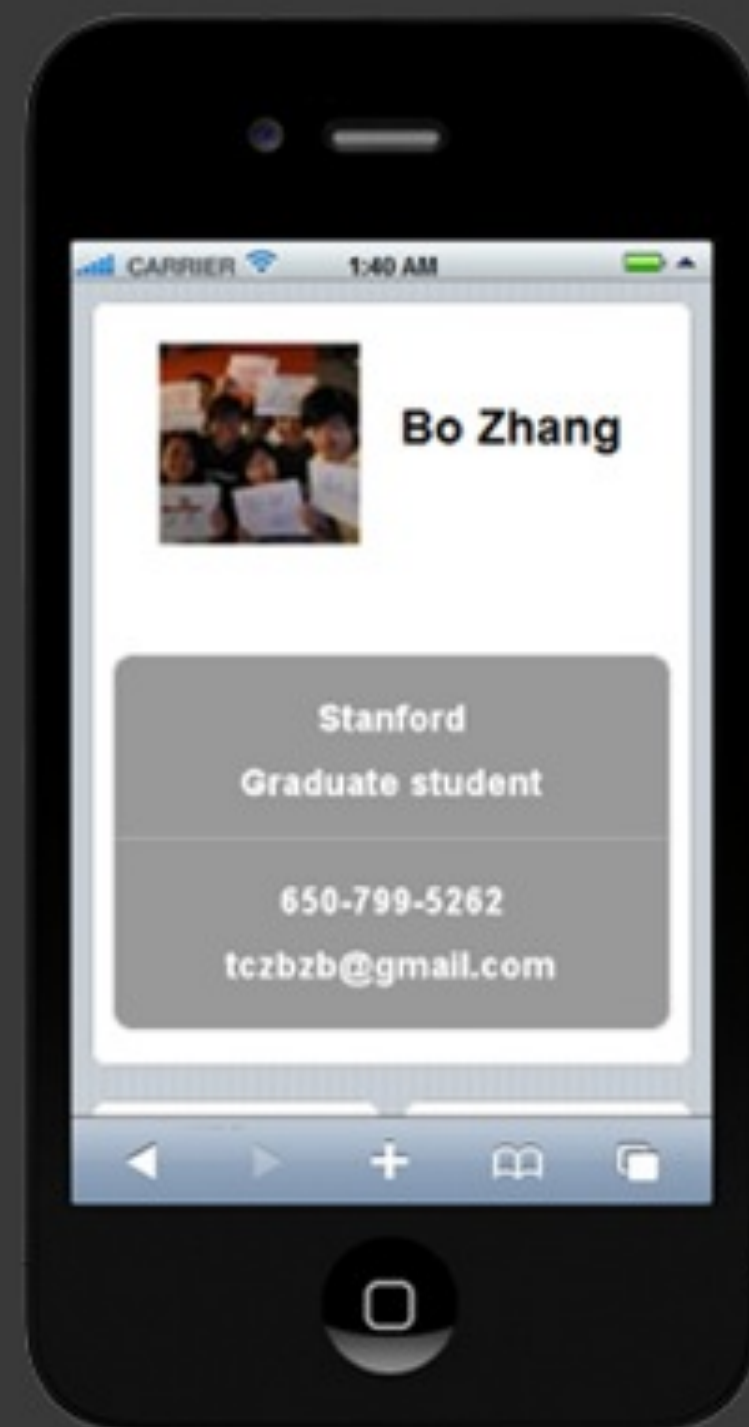 CARRIER 1:40 AM
Bo Zhang
Stanford
Graduate student
650-799-5262
tczbzb@gmail.com